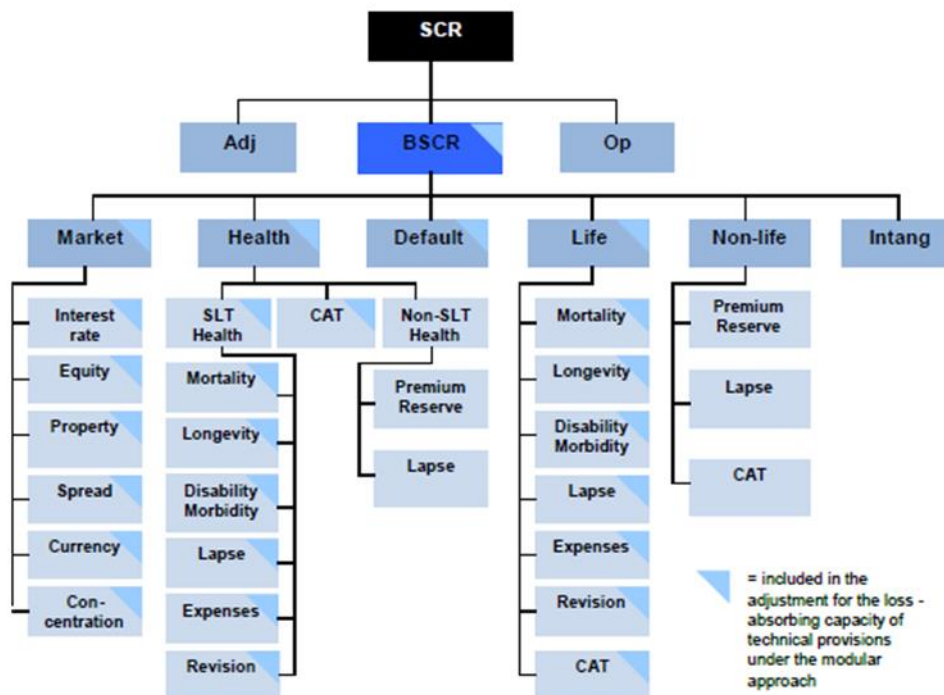 SCR
Adj
BSCR
Op
Market
Health
Default
Life
Non-life
Intang
Interest
rate
Equity
Property
Spread
Currency
Con-
centration
SLT
Health
CAT
Non-SLT
Health
Mortality
Longevity
Disability
Morbidity
Lapse
Expenses
Revision
Premium
Reserve
Lapse
Mortality
Longevity
Disability
Morbidity
Lapse
Expenses
Revision
CAT
Premium
Reserve
Lapse
CAT
= included in the
adjustment for the loss -
absorbing capacity of
technical provisions
under the modular
approach